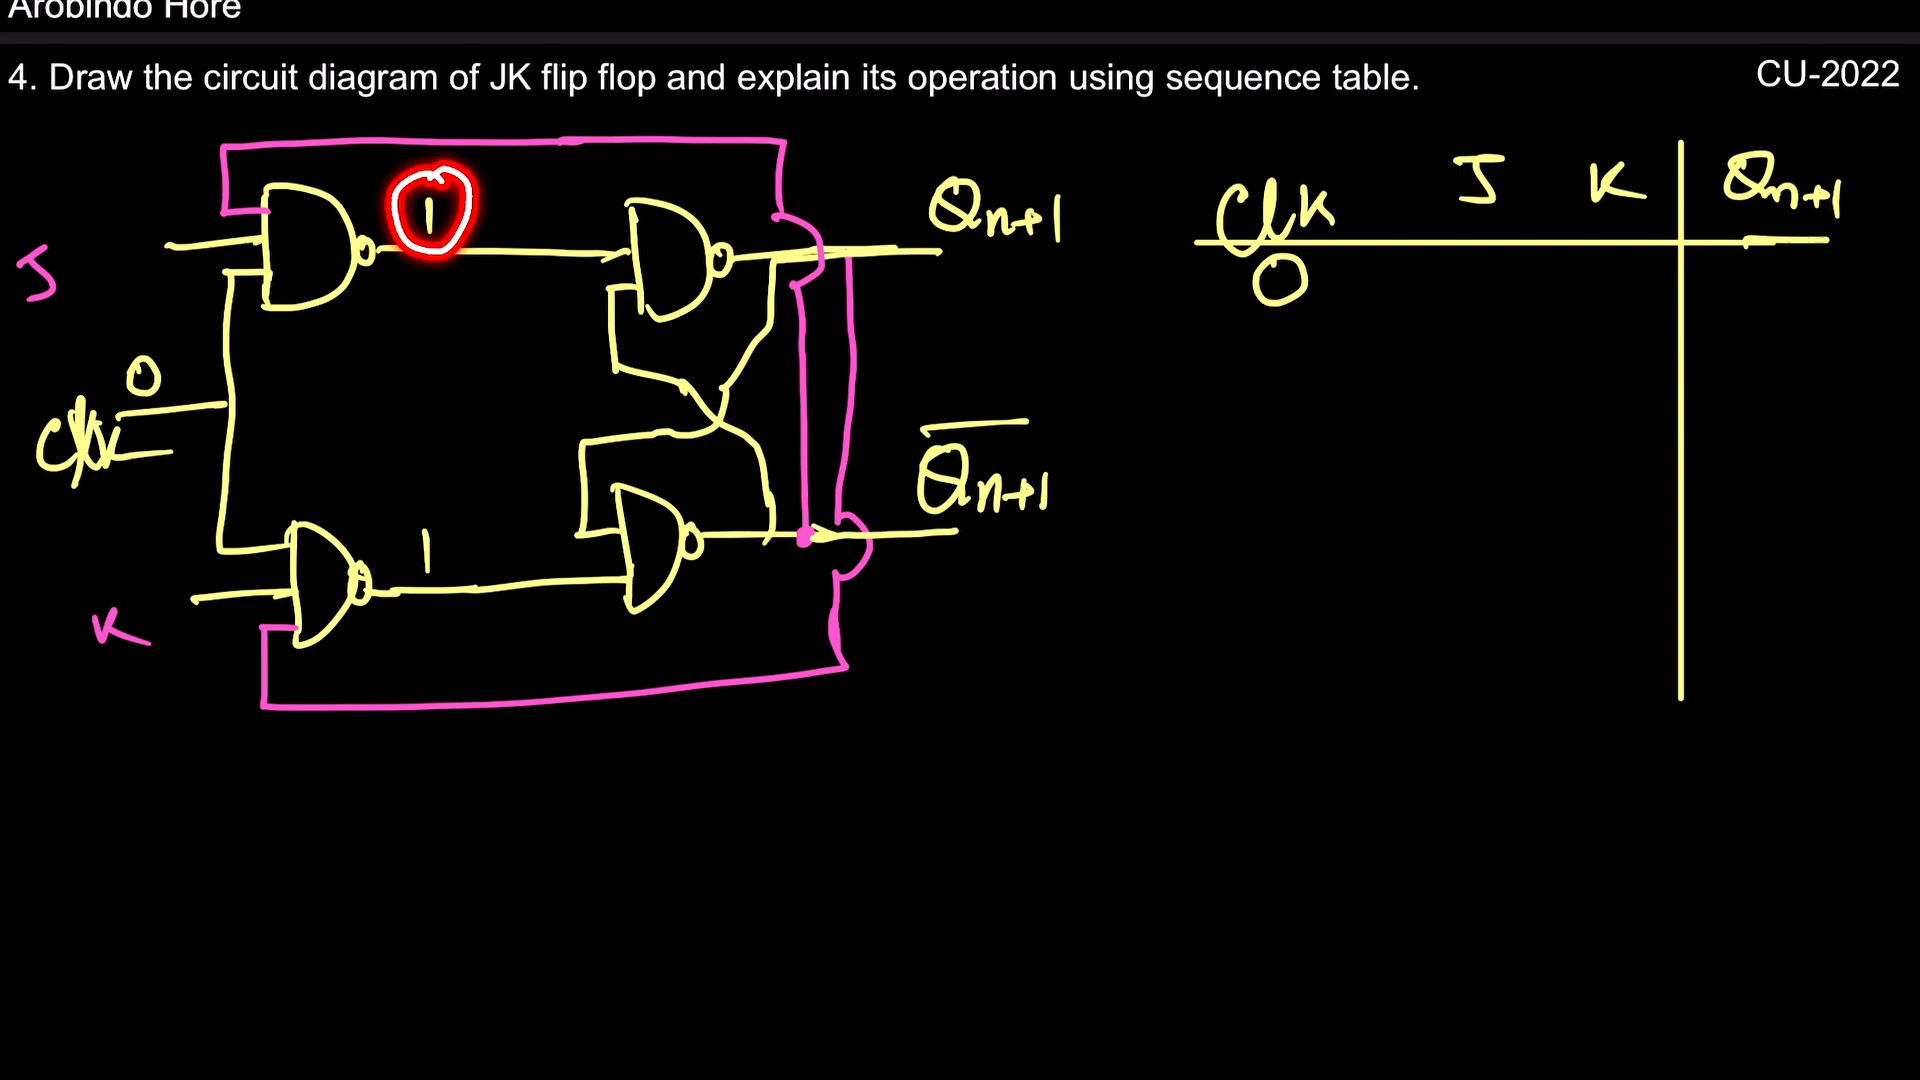 Arobindo Hore
4. Draw the circuit diagram of JK flip flop and explain its operation using sequence table.
CU-2022
1
Qn+1
J
0
Clk
Qn+1
1
K
Clk J K Qn+1
0